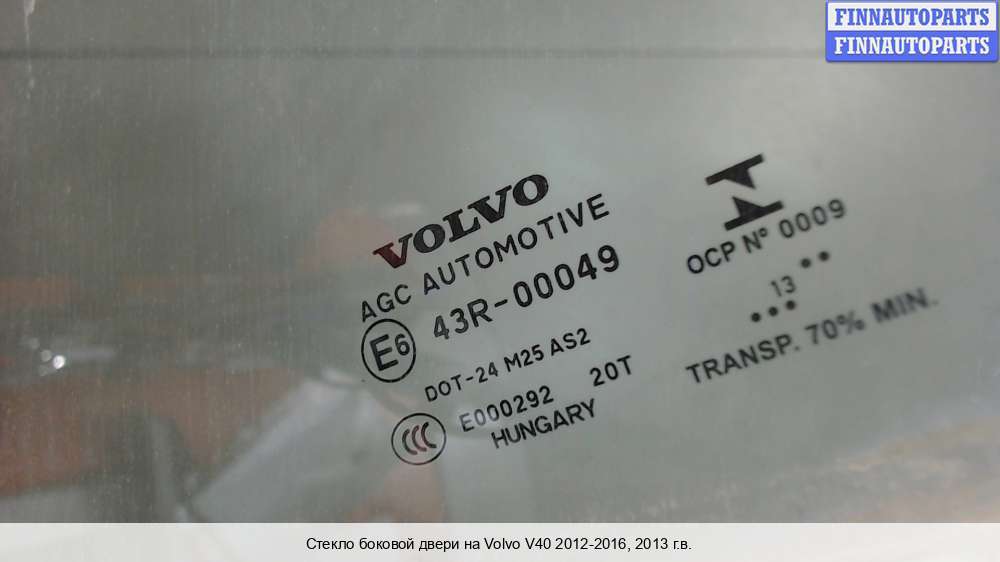 FINNAUTOPARTS
FINNAUTOPARTS
VOLVO
AGC AUTOMOTIVE
E6 43R-00049
DOT-24 M25 AS2
CCC E000292 20T
HUNGARY
OCP Nº 0009
13
TRANSP. 70% MIN.
Стекло боковой двери на Volvo V40 2012-2016, 2013 г.в.